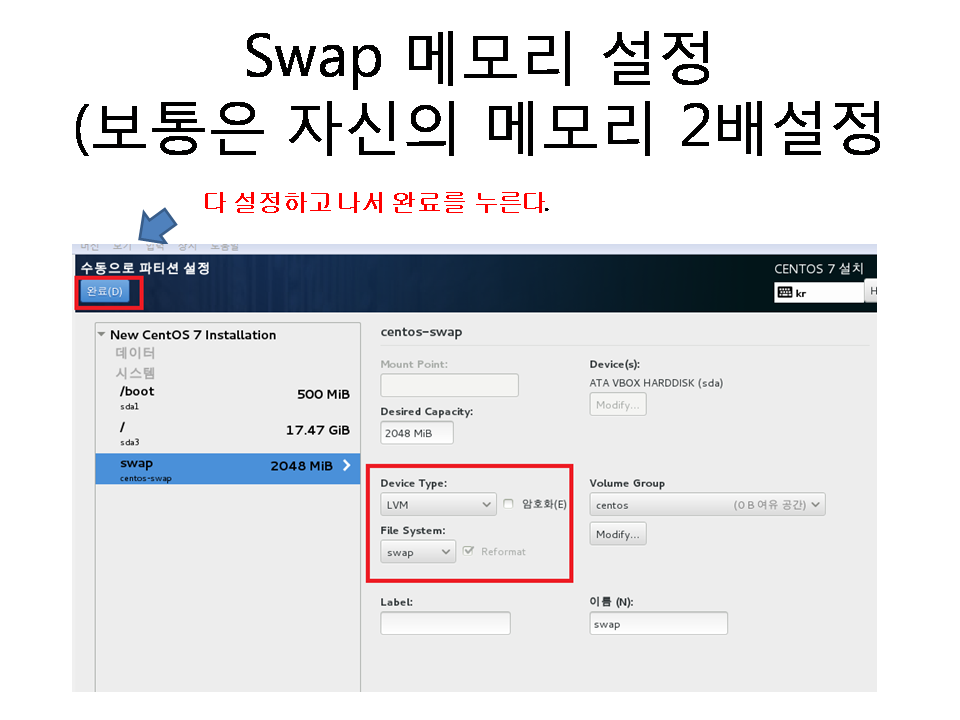 Swap 메모리 설정
(보통은 자신의 메모리 2배설정
다 설정하고 나서 완료를 누른다.
수동으로 파티션 설정
CENTOS 7 설치
완료(D)
kr
H
New CentOS 7 Installation
centos-swap
데이터
시스템
Mount Point:
Device(s):
/boot
500 MiB
ATA VBOX HARDDISK (sda)
sda1
Modify...
Desired Capacity:
/
17.47 GiB
2048 MiB
sda3
swap
2048 MiB
centos-swap
Device Type:
Volume Group
LVM
암호화(E)
centos
(0 B 여유 공간)
File System:
Modify...
swap
Reformat
Label:
이름 (N):
swap